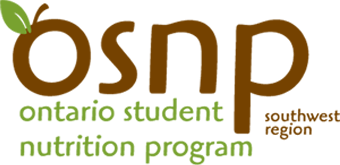 osnp
ontario student
nutrition program
southwest
region